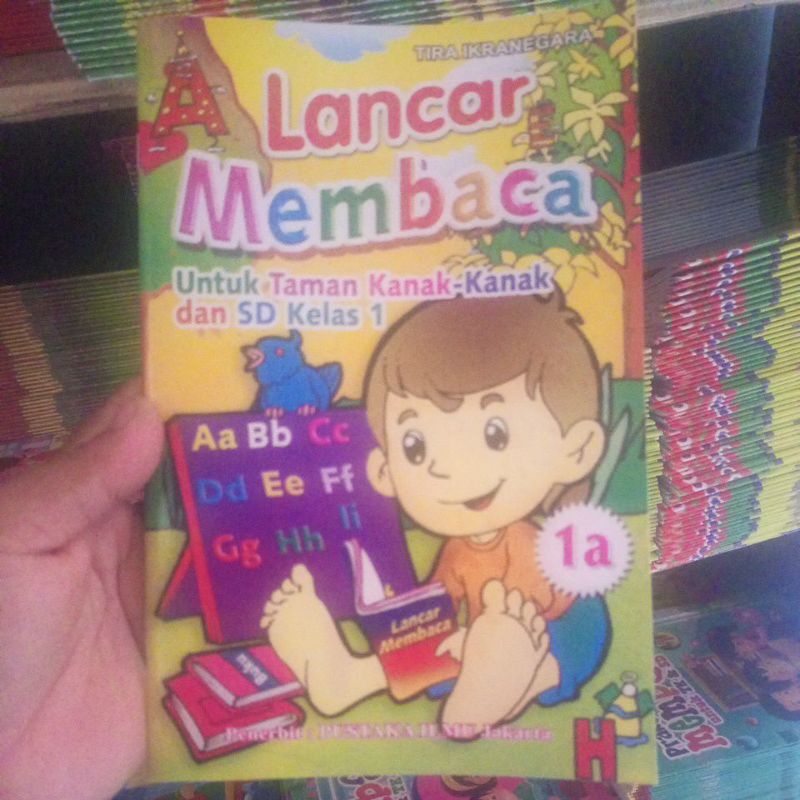 TIRA IKRANEGARA
A
Lancar
Membaca
Untuk Taman Kanak-Kanak
dan SD Kelas 1
Aa Bb Cc
Dd Ee Ff
Gg Hh Ii
1a
Lancar
Membaca
Buku
Penerbit : PUSTAKA ILMU Jakarta
H